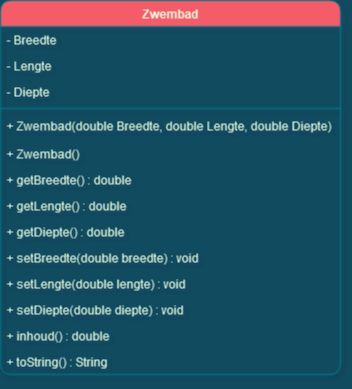 Zwembad
- Breedte
- Lengte
- Diepte
+ Zwembad(double Breedte, double Lengte, double Diepte)
+ Zwembad()
+ getBreedte() : double
+ getLengte() : double
+ getDiepte() : double
+ setBreedte(double breedte) : void
+ setLengte(double lengte) : void
+ setDiepte(double diepte) : void
+ inhoud() : double
+ toString() : String